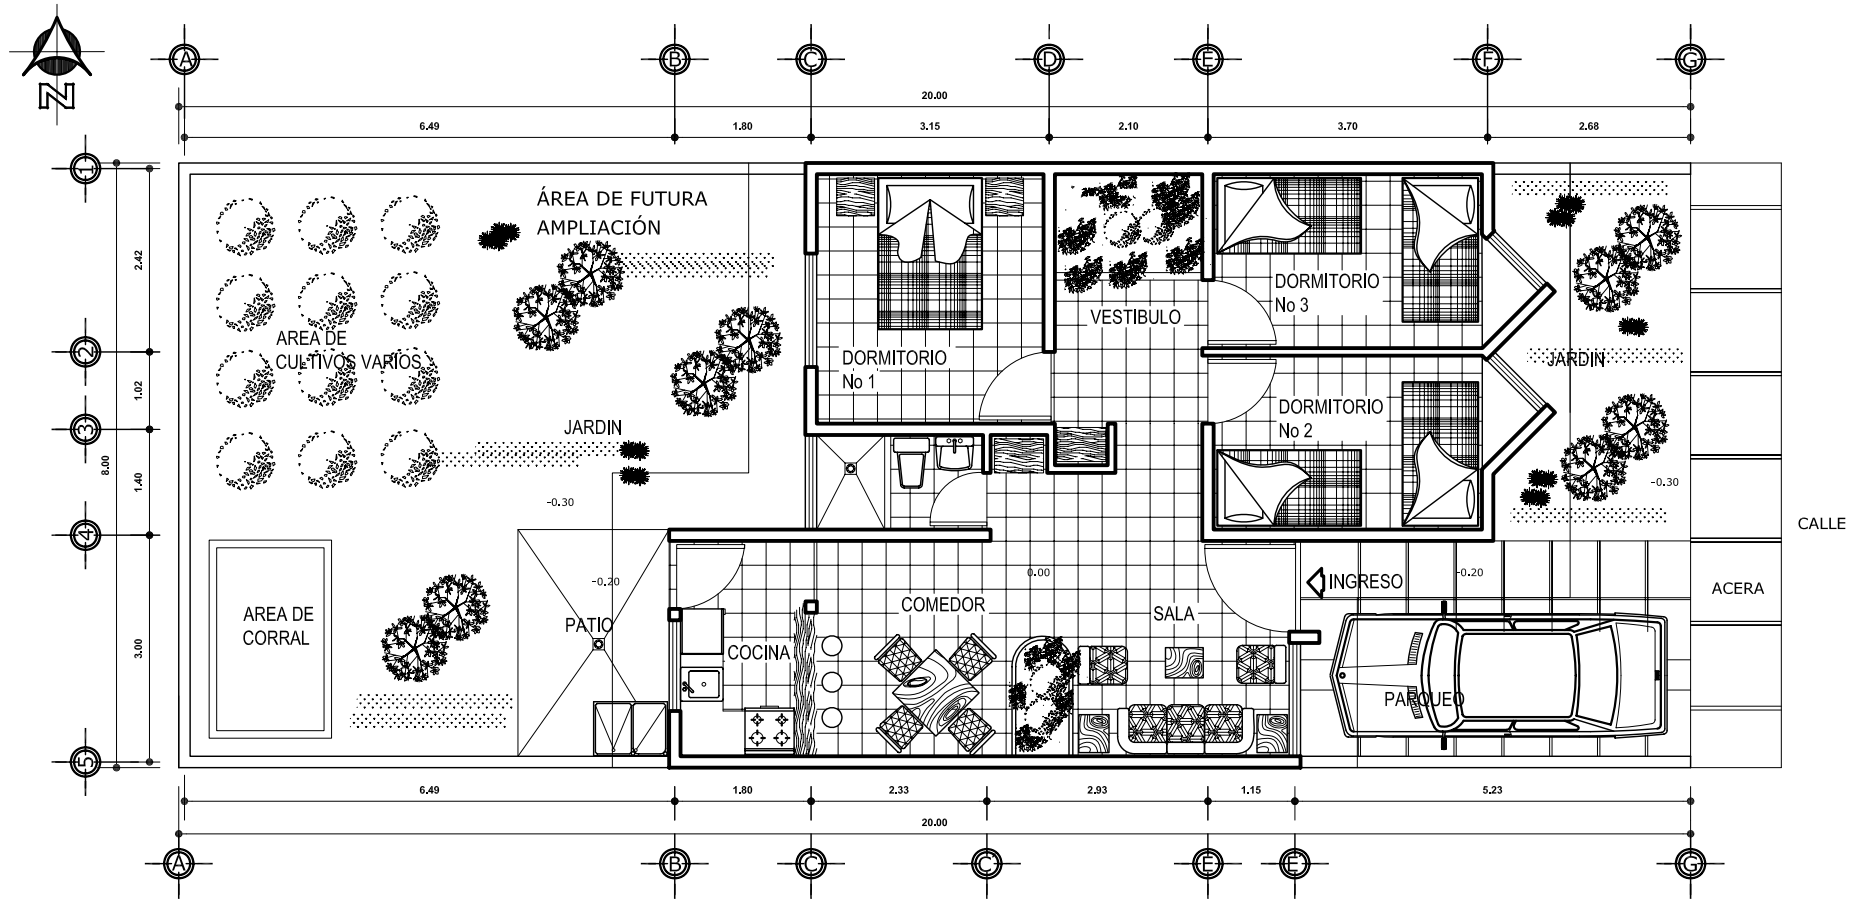 N
A
B
C
D
E
F
G
20.00
6.49
1.80
3.15
2.10
3.70
2.68
1
2
3
4
5
8.00
2.42
1.02
1.40
3.00
ÁREA DE FUTURA
AMPLIACIÓN
AREA DE
CULTIVOS VARIOS
JARDIN
-0.30
AREA DE
CORRAL
-0.20
PATIO
DORMITORIO
No 1
VESTIBULO
DORMITORIO
No 3
DORMITORIO
No 2
JARDIN
-0.30
CALLE
0.00
COMEDOR
SALA
COCINA
INGRESO
-0.20
ACERA
PARQUEO
6.49
1.80
2.33
2.93
1.15
5.23
20.00
A
B
C
C'
E
E'
G